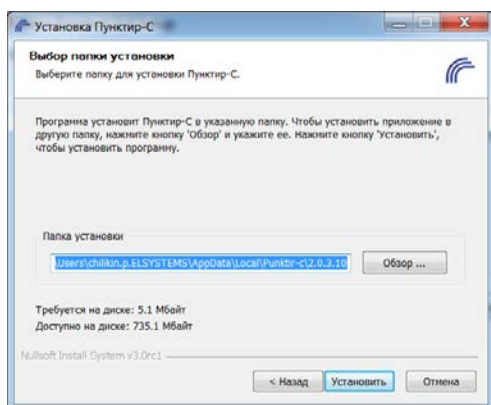 Установка Пунктир-С
Выбор папки установки
Выберите папку для установки Пунктир-С.
Программа установит Пунктир-С в указанную папку. Чтобы установить приложение в
другую папку, нажмите кнопку 'Обзор' и укажите ее. Нажмите кнопку 'Установить',
чтобы установить программу.
Папка установки
\Users\chilikin.p.ELSYSTEMS\AppData\Local\Punktir-c\2.0.3.10
Обзор ...
Требуется на диске: 5.1 Мбайт
Доступно на диске: 735.1 Мбайт
Nullsoft Install System v3.0rc1
< Назад Установить Отмена